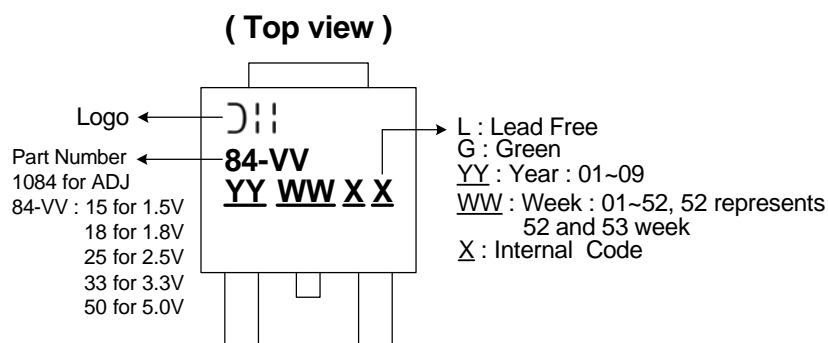 ( Top view )
Logo
Part Number
1084 for ADJ
84-VV : 15 for 1.5V
18 for 1.8V
25 for 2.5V
33 for 3.3V
50 for 5.0V
84-VV
YY WW X X
L : Lead Free
G : Green
YY : Year : 01~09
WW : Week : 01~52, 52 represents
52 and 53 week
X : Internal Code